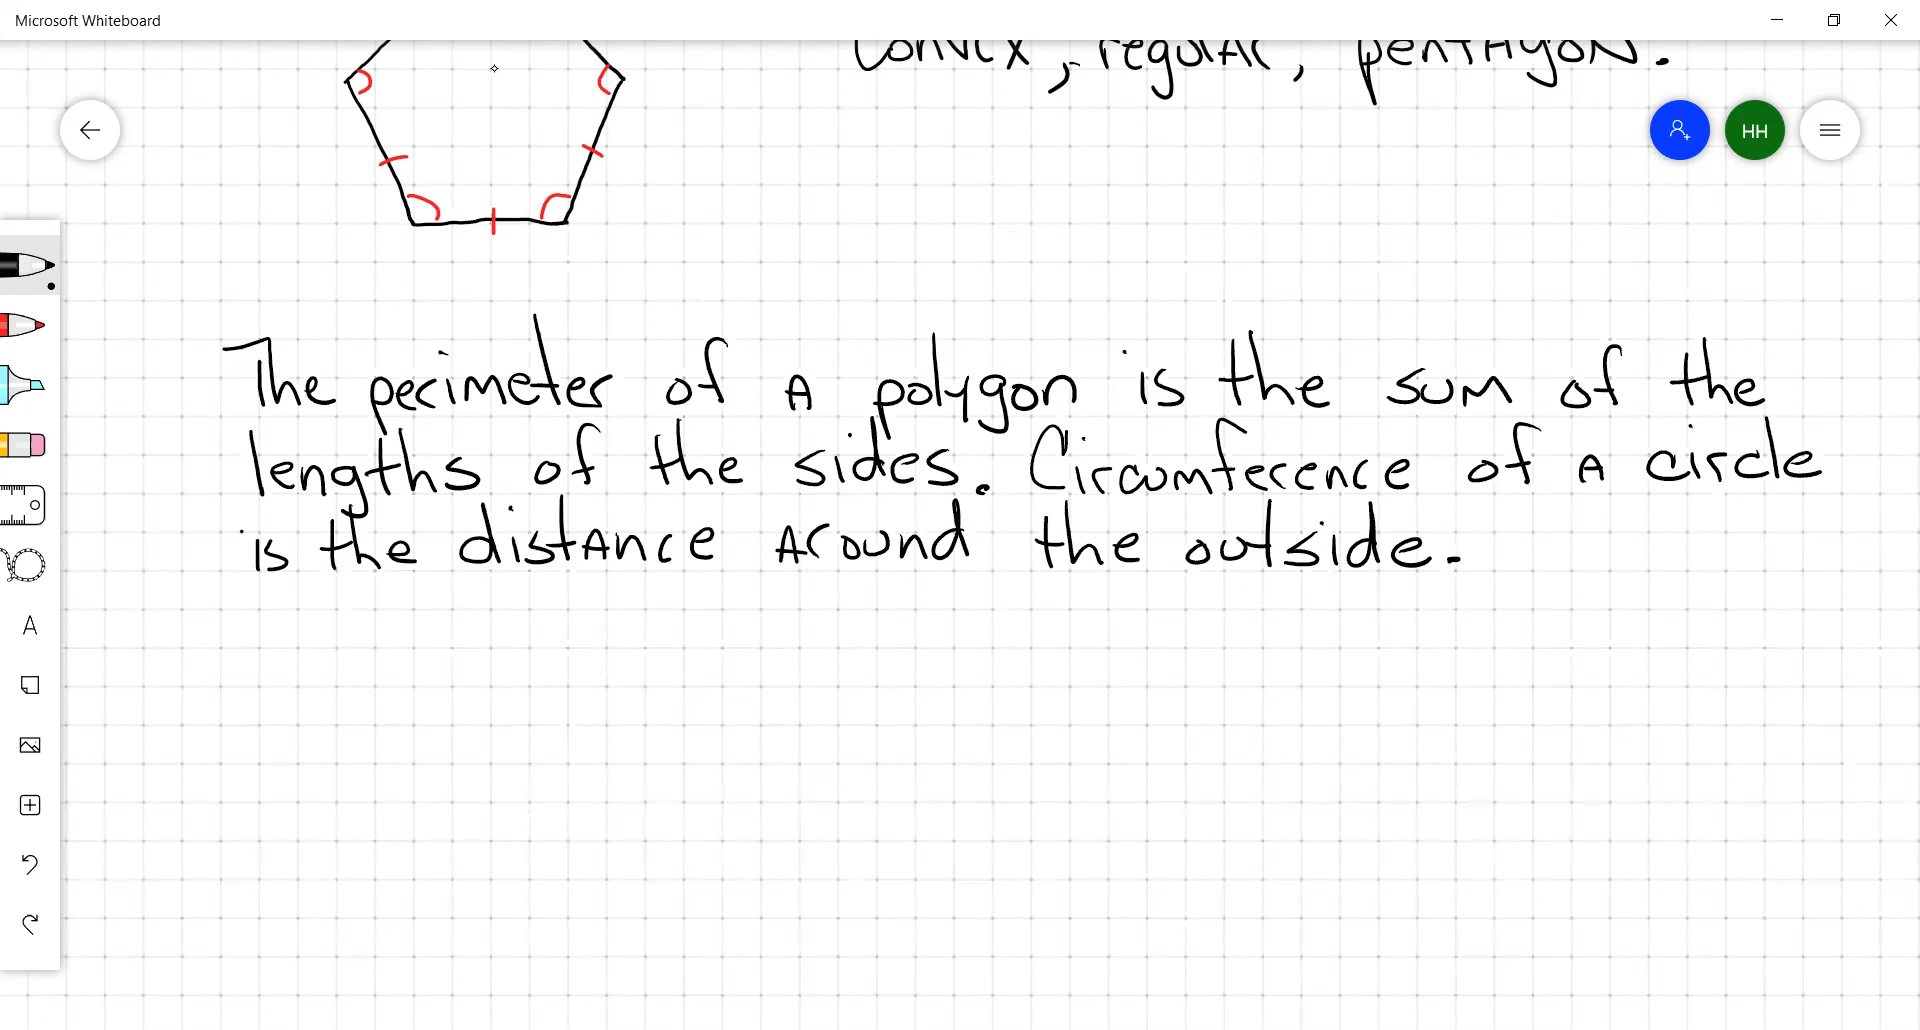 Microsoft Whiteboard
convex, regular, pentagon.
HH
The perimeter of a polygon is the sum of the
lengths of the sides. Circumference of a circle
is the distance around the outside.
A